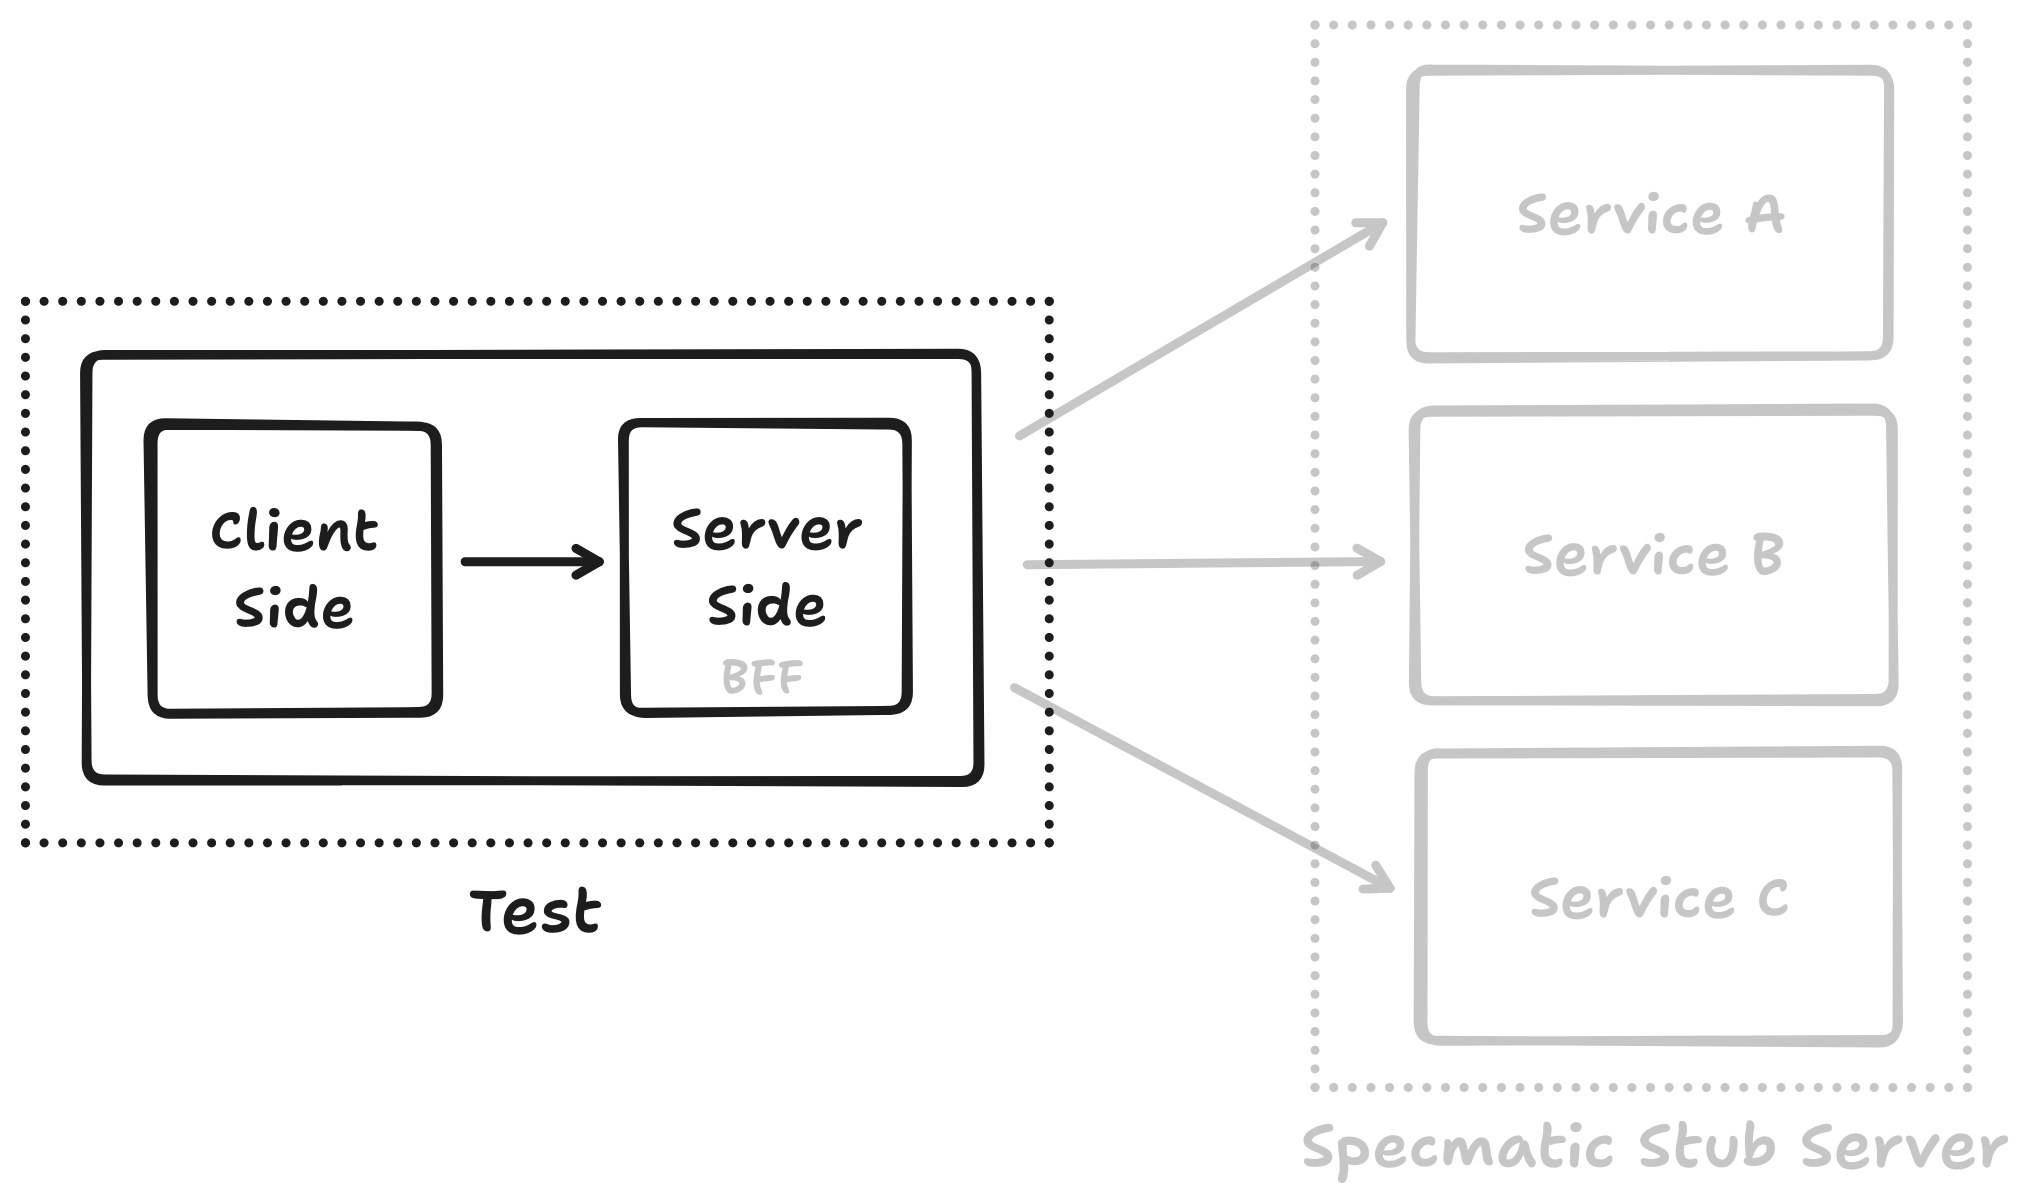 Client
Side
Server
Side
BFF
Test
Service A
Service B
Service C
Specmatic Stub Server